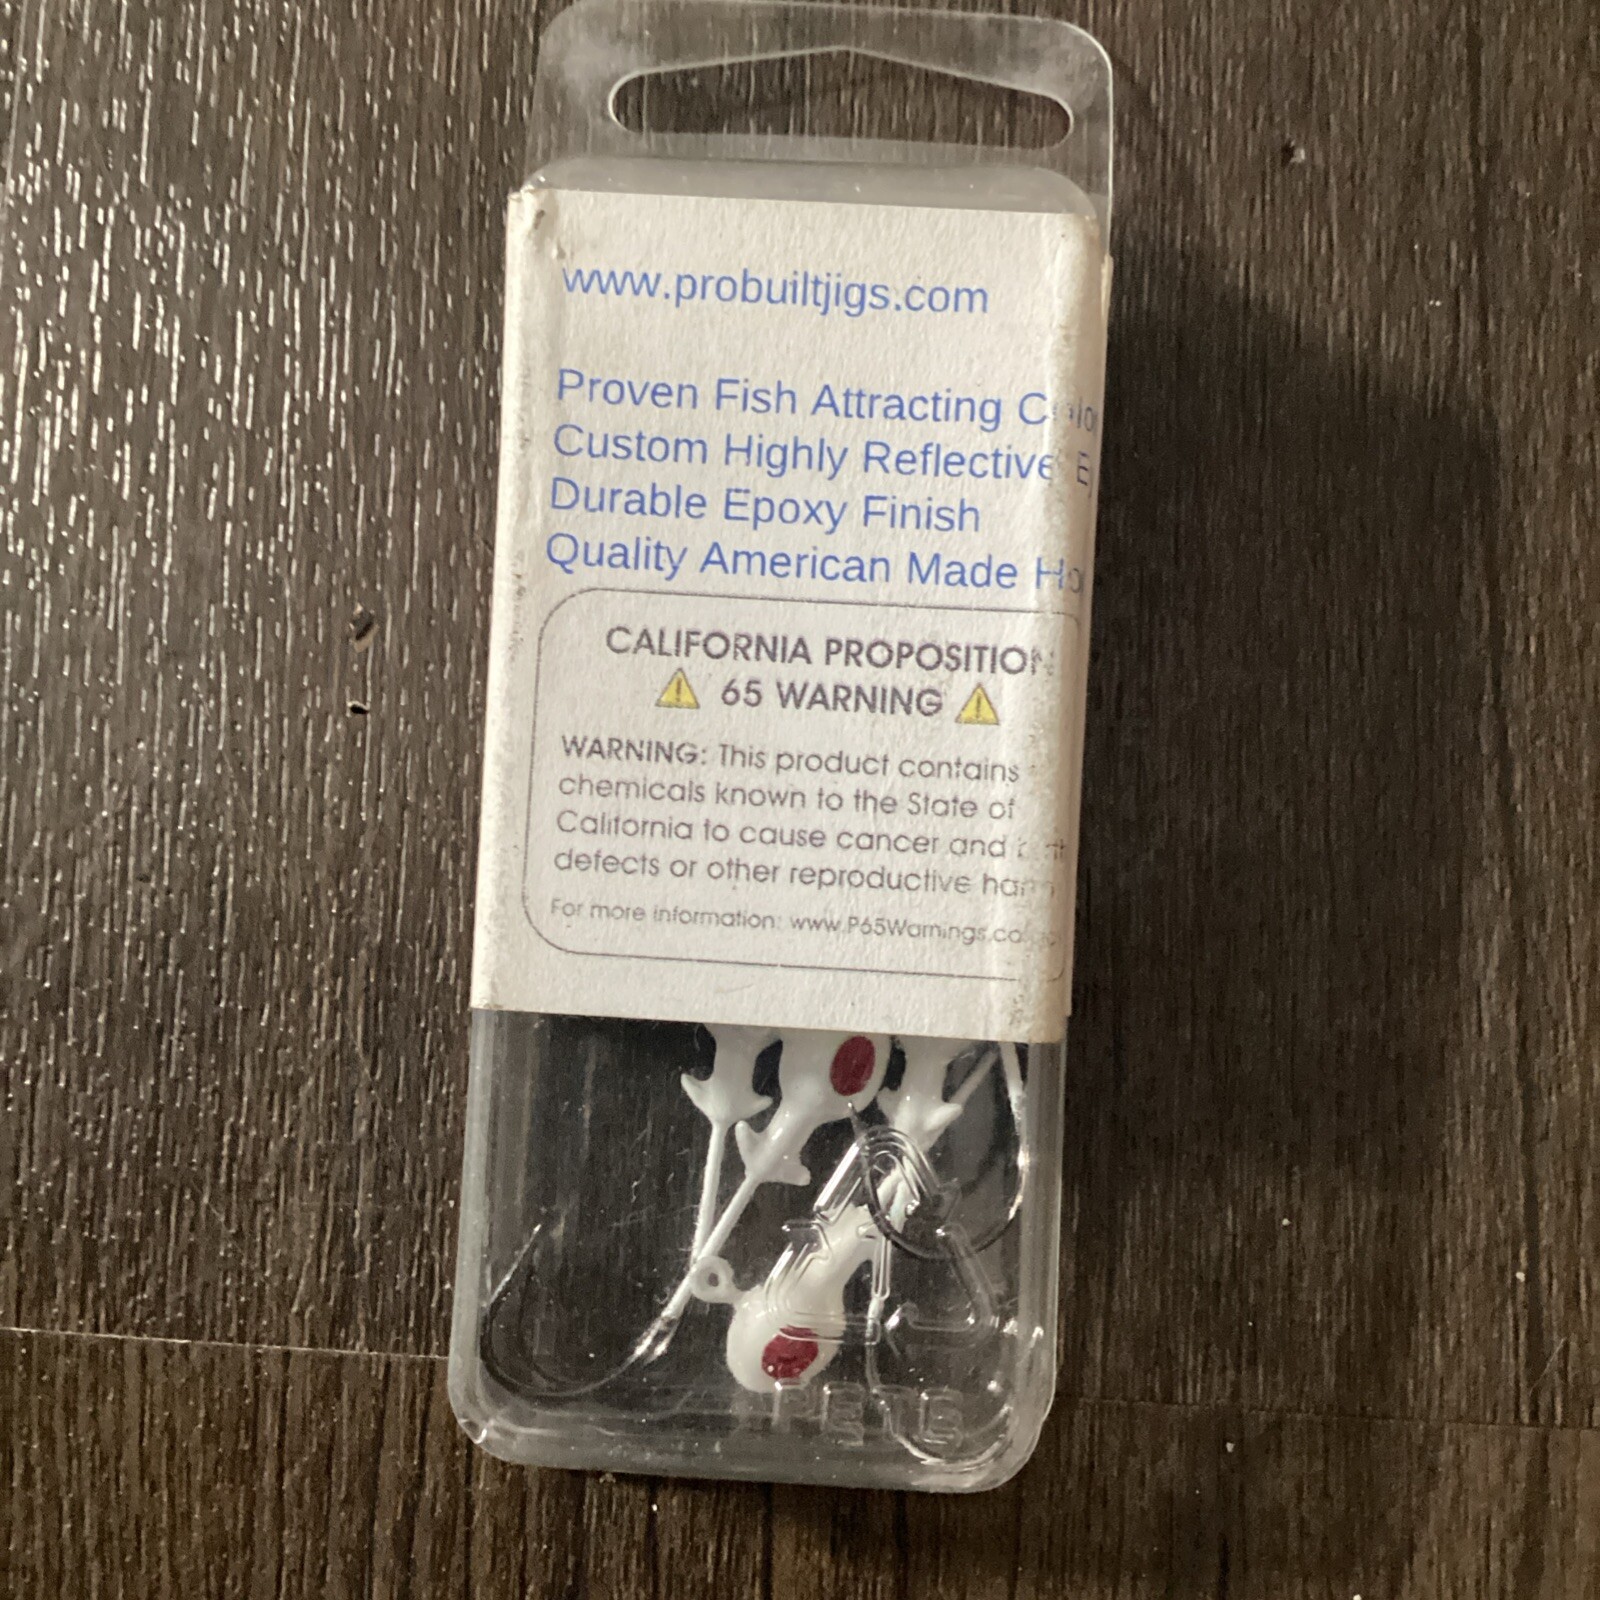 www.probuiltjigs.com
Proven Fish Attracting
Custom Highly Reflective
Durable Epoxy Finish
Quality American Made
CALIFORNIA PROPOSITION
65 WARNING
WARNING: This product contains
chemicals known to the State of
California to cause cancer and
defects or other reproductive harm
For more information: www.P65Warnings.ca
PETE